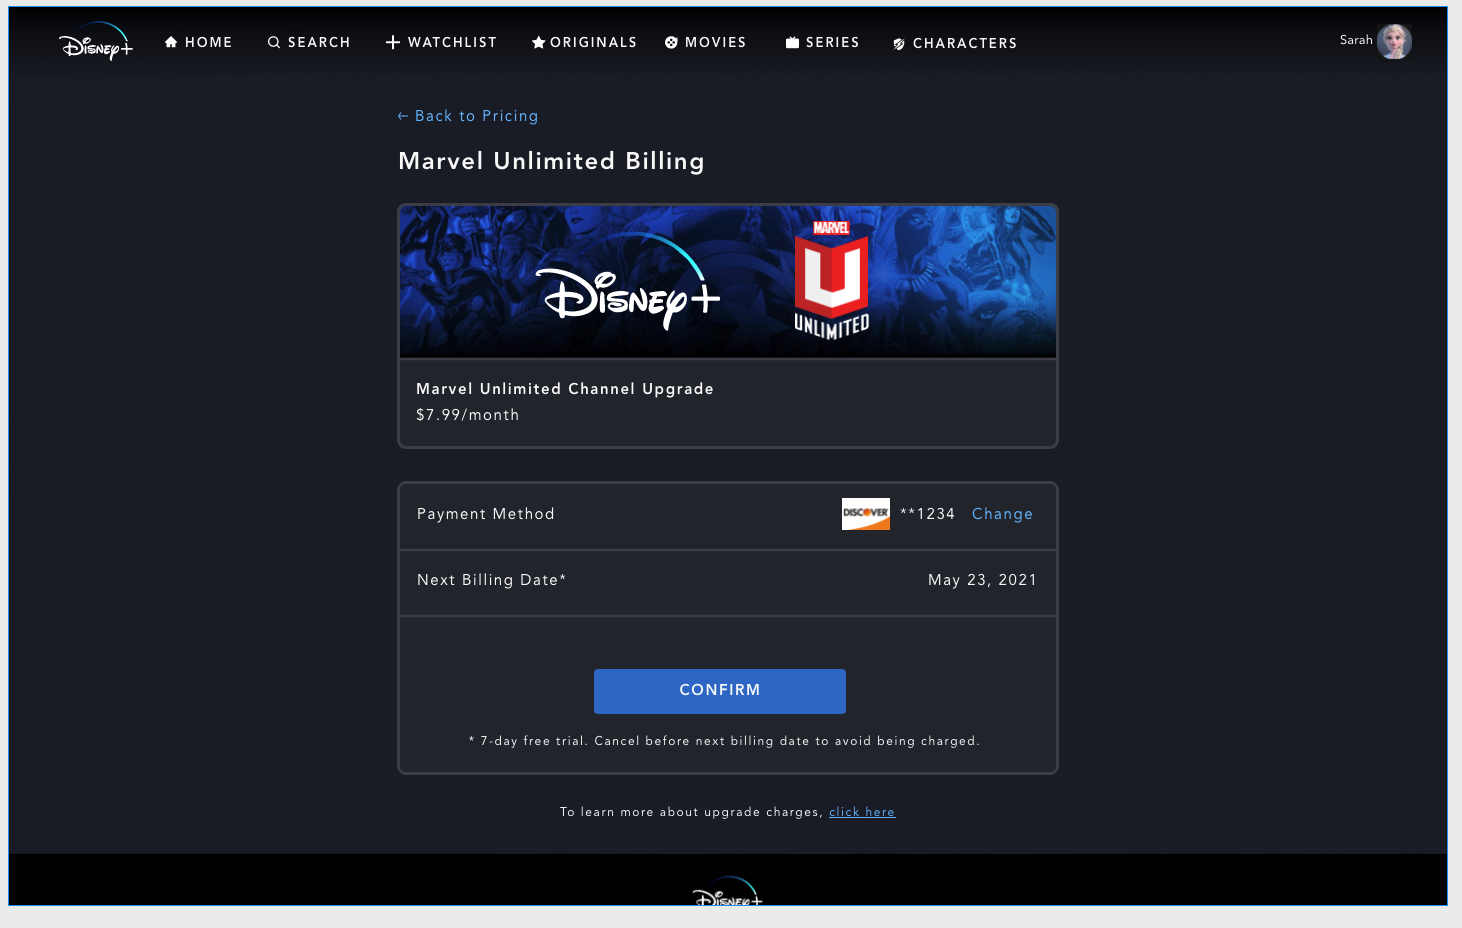 Disney+
HOME
SEARCH
WATCHLIST
ORIGINALS
MOVIES
SERIES
CHARACTERS
Sarah
← Back to Pricing
Marvel Unlimited Billing
Disney+
MARVEL
U
UNLIMITED
Marvel Unlimited Channel Upgrade
$7.99/month
Payment Method
DISCOVER
**1234
Change
Next Billing Date*
May 23, 2021
CONFIRM
* 7-day free trial. Cancel before next billing date to avoid being charged.
To learn more about upgrade charges, click here
Disney+